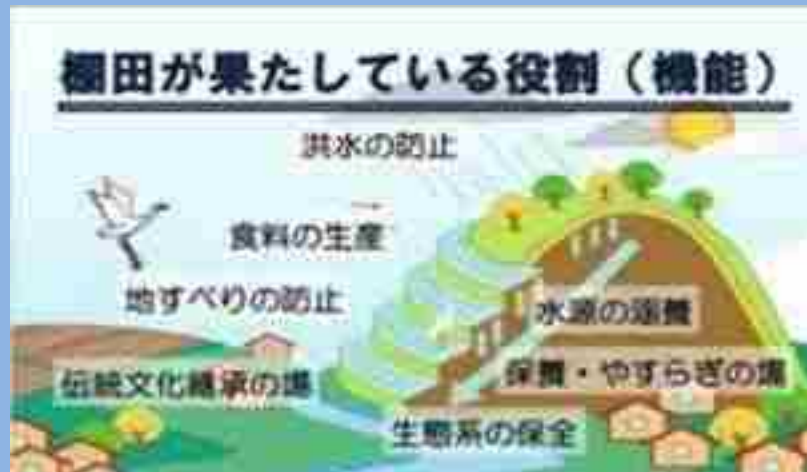 棚田が果たしている役割（機能）
洪水の防止
食料の生産
地すべりの防止
水源の涵養
伝統文化継承の場
保養・やすらぎの場
生態系の保全